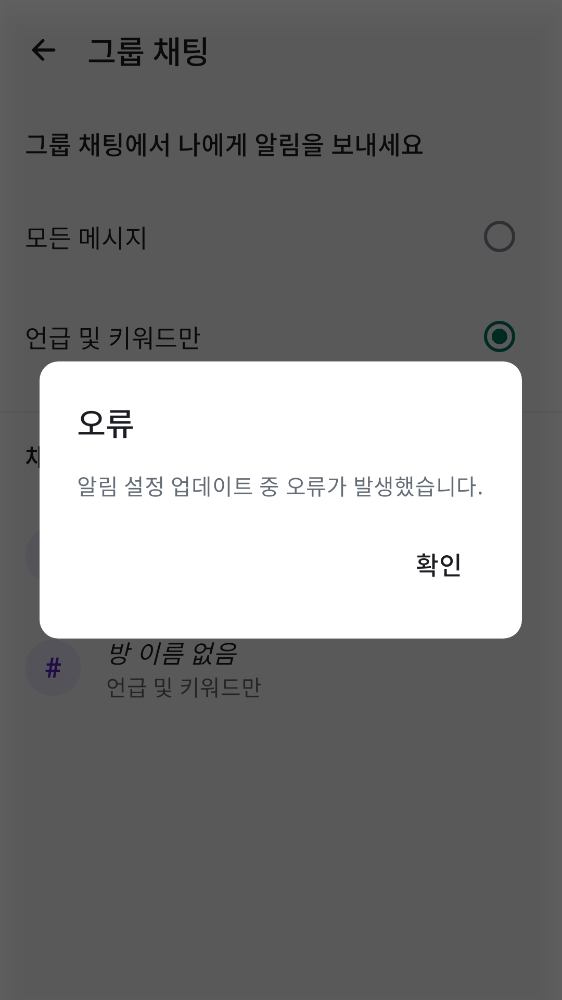 그룹 채팅
그룹 채팅에서 나에게 알림을 보내세요
모든 메시지
언급 및 키워드만
오류
알림 설정 업데이트 중 오류가 발생했습니다.
확인
#
방 이름 없음
언급 및 키워드만